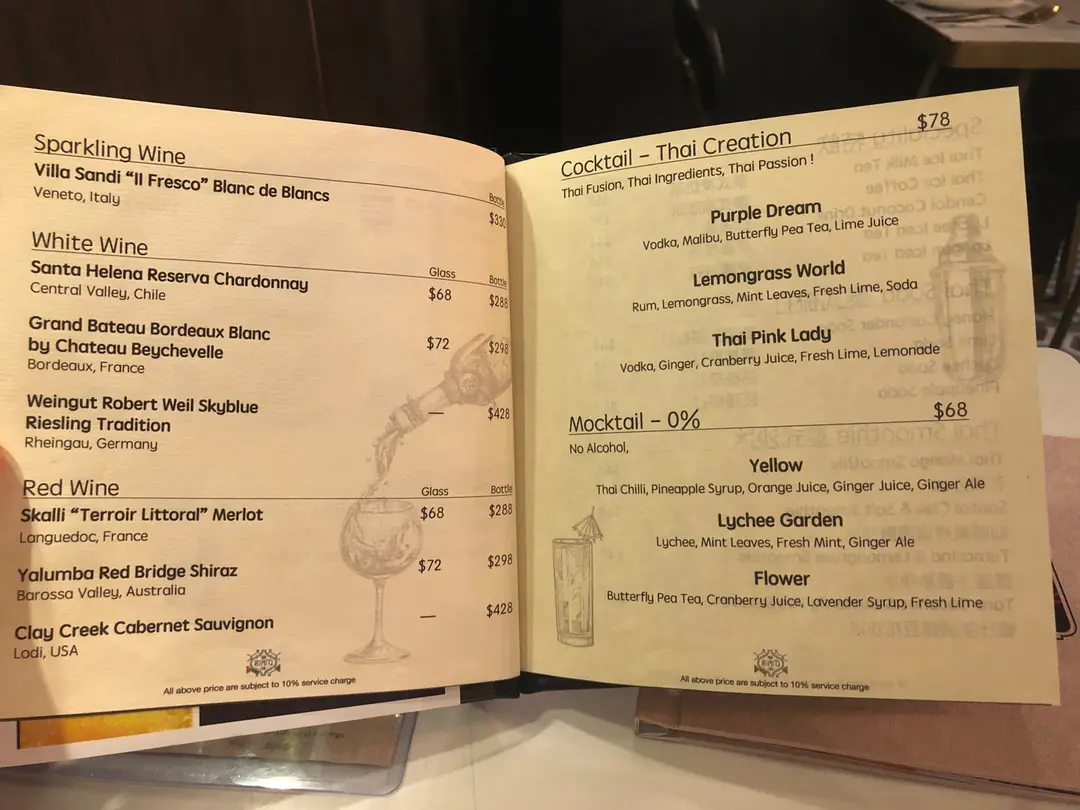 Sparkling Wine
Bottle
Villa Sandi “Il Fresco” Blanc de Blancs
$330
Veneto, Italy
White Wine
Glass Bottle
Santa Helena Reserva Chardonnay
$68 $288
Central Valley, Chile
Grand Bateau Bordeaux Blanc
by Chateau Beychevelle
$72 $298
Bordeaux, France
Weingut Robert Weil Skyblue
Riesling Tradition
— $428
Rheingau, Germany
Red Wine
Glass Bottle
Skalli “Terroir Littoral” Merlot
$68 $288
Languedoc, France
Yalumba Red Bridge Shiraz
$72 $298
Barossa Valley, Australia
Clay Creek Cabernet Sauvignon
— $428
Lodi, USA
All above price are subject to 10% service charge
Cocktail – Thai Creation $78
Thai Fusion, Thai Ingredients, Thai Passion !
Purple Dream
Vodka, Malibu, Butterfly Pea Tea, Lime Juice
Lemongrass World
Rum, Lemongrass, Mint Leaves, Fresh Lime, Soda
Thai Pink Lady
Vodka, Ginger, Cranberry Juice, Fresh Lime, Lemonade
Mocktail – 0% $68
No Alcohol,
Yellow
Thai Chilli, Pineapple Syrup, Orange Juice, Ginger Juice, Ginger Ale
Lychee Garden
Lychee, Mint Leaves, Fresh Mint, Ginger Ale
Flower
Butterfly Pea Tea, Cranberry Juice, Lavender Syrup, Fresh Lime
All above price are subject to 10% service charge